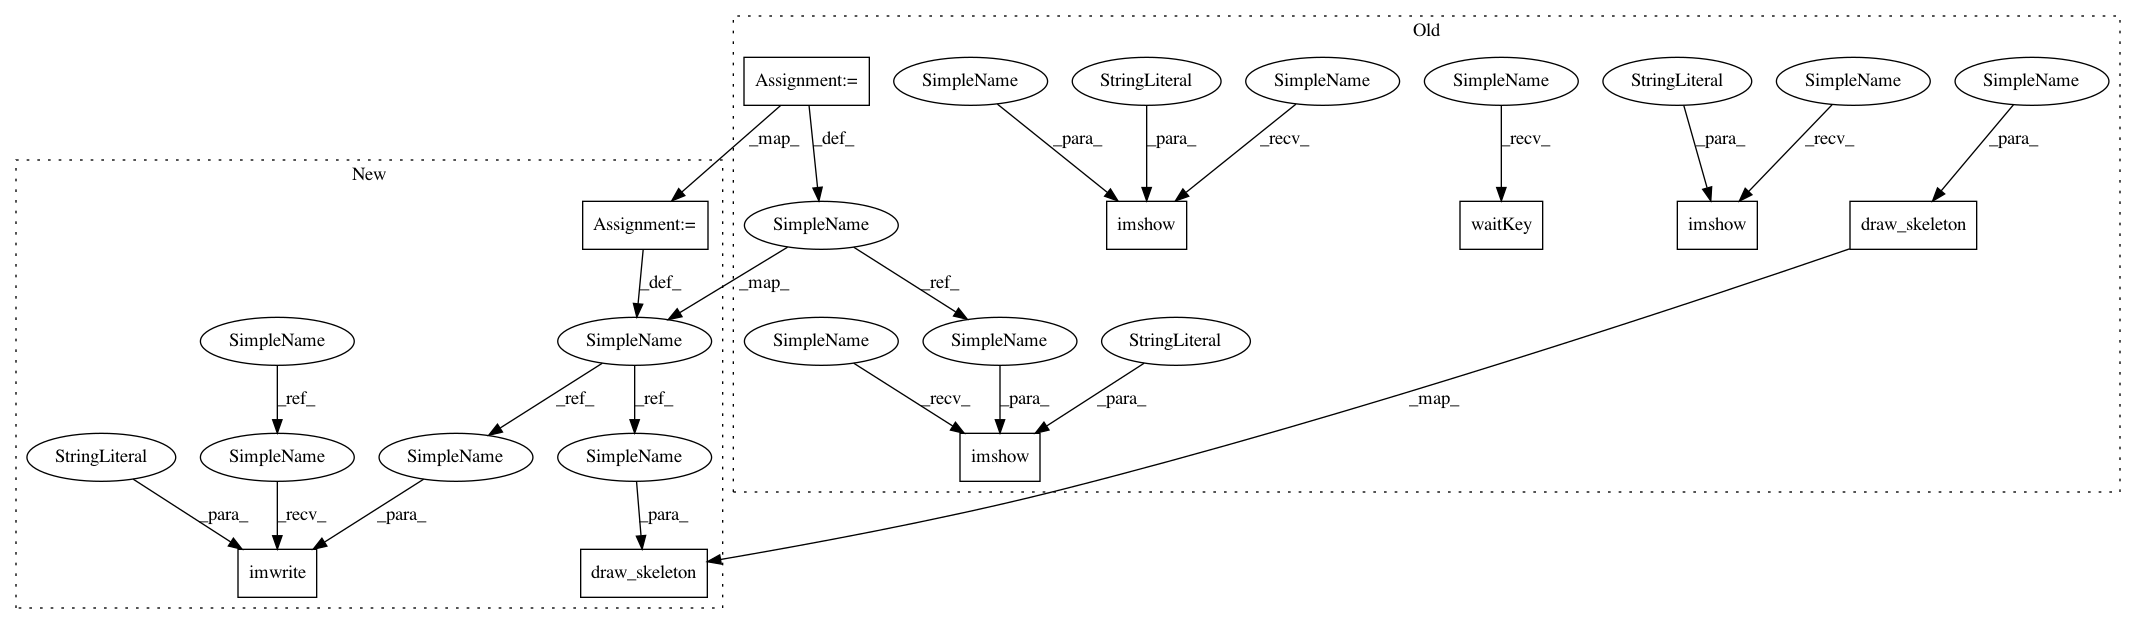 Old
Assignment:=
SimpleName
StringLiteral
SimpleName
SimpleName
StringLiteral
SimpleName
SimpleName
_map_
_def_
_para_
_para_
_recv_
_recv_
_para_
_recv_
_para_
New
Assignment:=
SimpleName
imshow
waitKey
imshow
draw_skeleton
_def_
_map_
_ref_
SimpleName
SimpleName
SimpleName
SimpleName
StringLiteral
_ref_
_ref_
_ref_
_recv_
_para_
_para_
_map_
StringLiteral
SimpleName
SimpleName
SimpleName
imshow
_para_
_recv_
_para_
_para_
imwrite
draw_skeleton